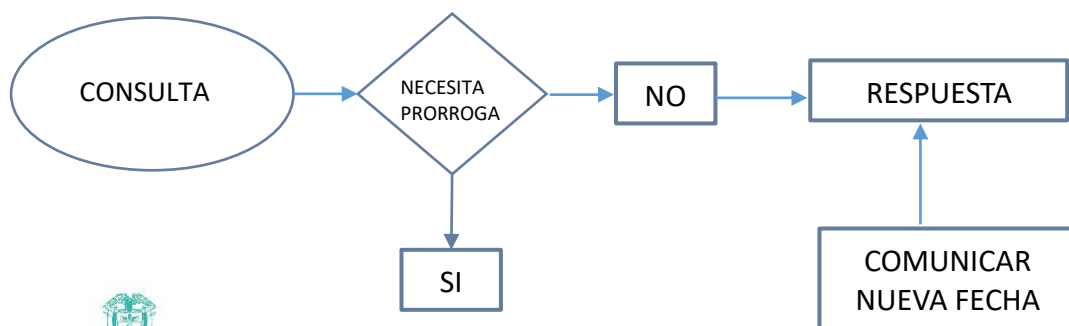 CONSULTA
NECESITA
PRORROGA
NO
RESPUESTA
SI
COMUNICAR
NUEVA FECHA